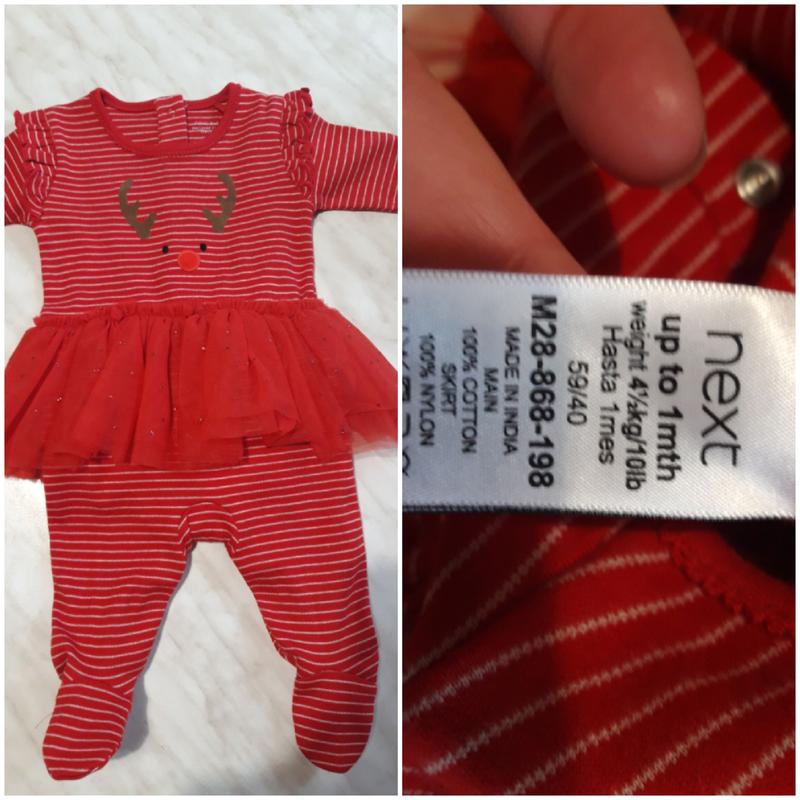 next
up to 1mth
weight 4½kg/10lb
Hasta 1mes
59/40
M28-868-198
MADE IN INDIA
MAIN
100% COTTON
SKIRT
100% NYLON